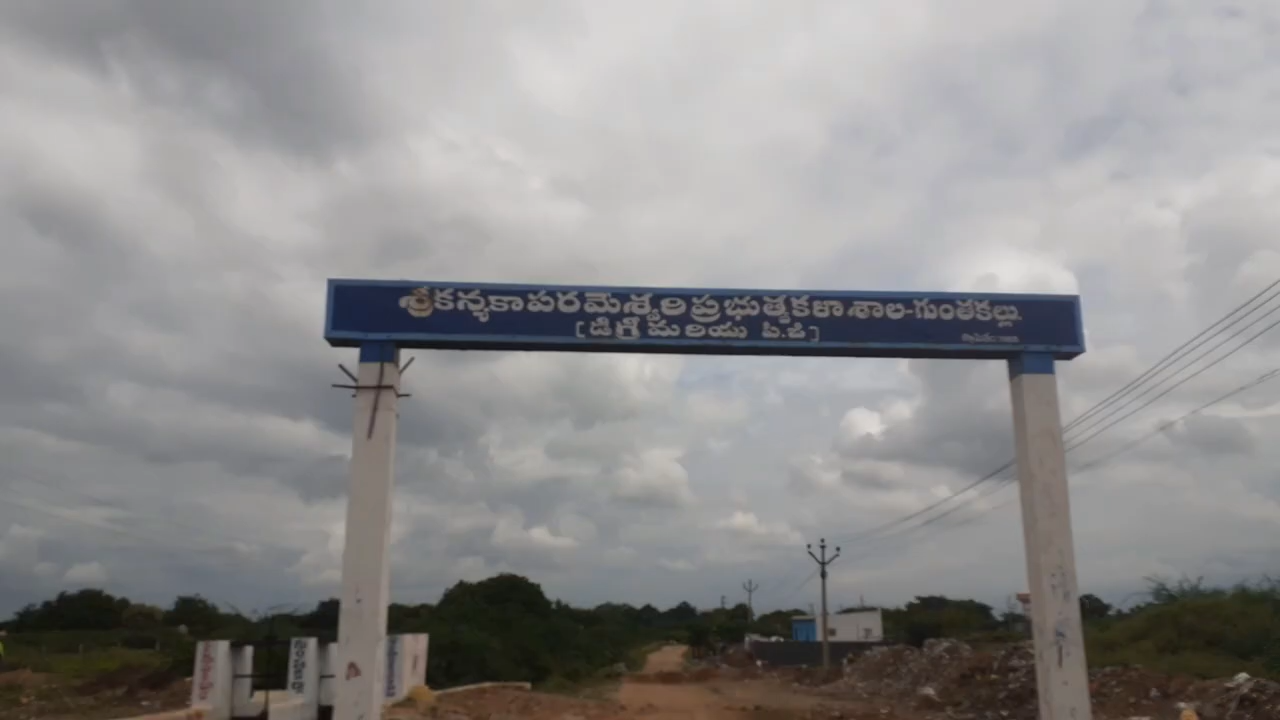 శ్రీకన్యకాపరమేశ్వరి ప్రభుత్వకళాశాల-గుంతకల్లు
[డిగ్రీ మరియు పి.జి]